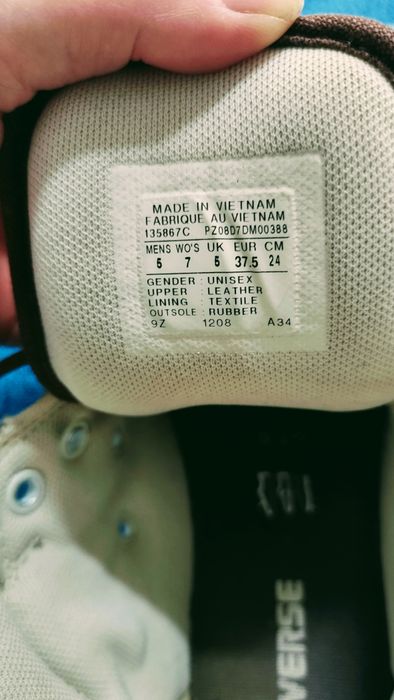 MADE IN VIETNAM
FABRIQUE AU VIETNAM
135867C PZ08D7DM00388
MENS WO'S UK EUR CM
5 7 5 37.5 24
GENDER : UNISEX
UPPER : LEATHER
LINING : TEXTILE
OUTSOLE : RUBBER
9Z 1208 A34
VERSE